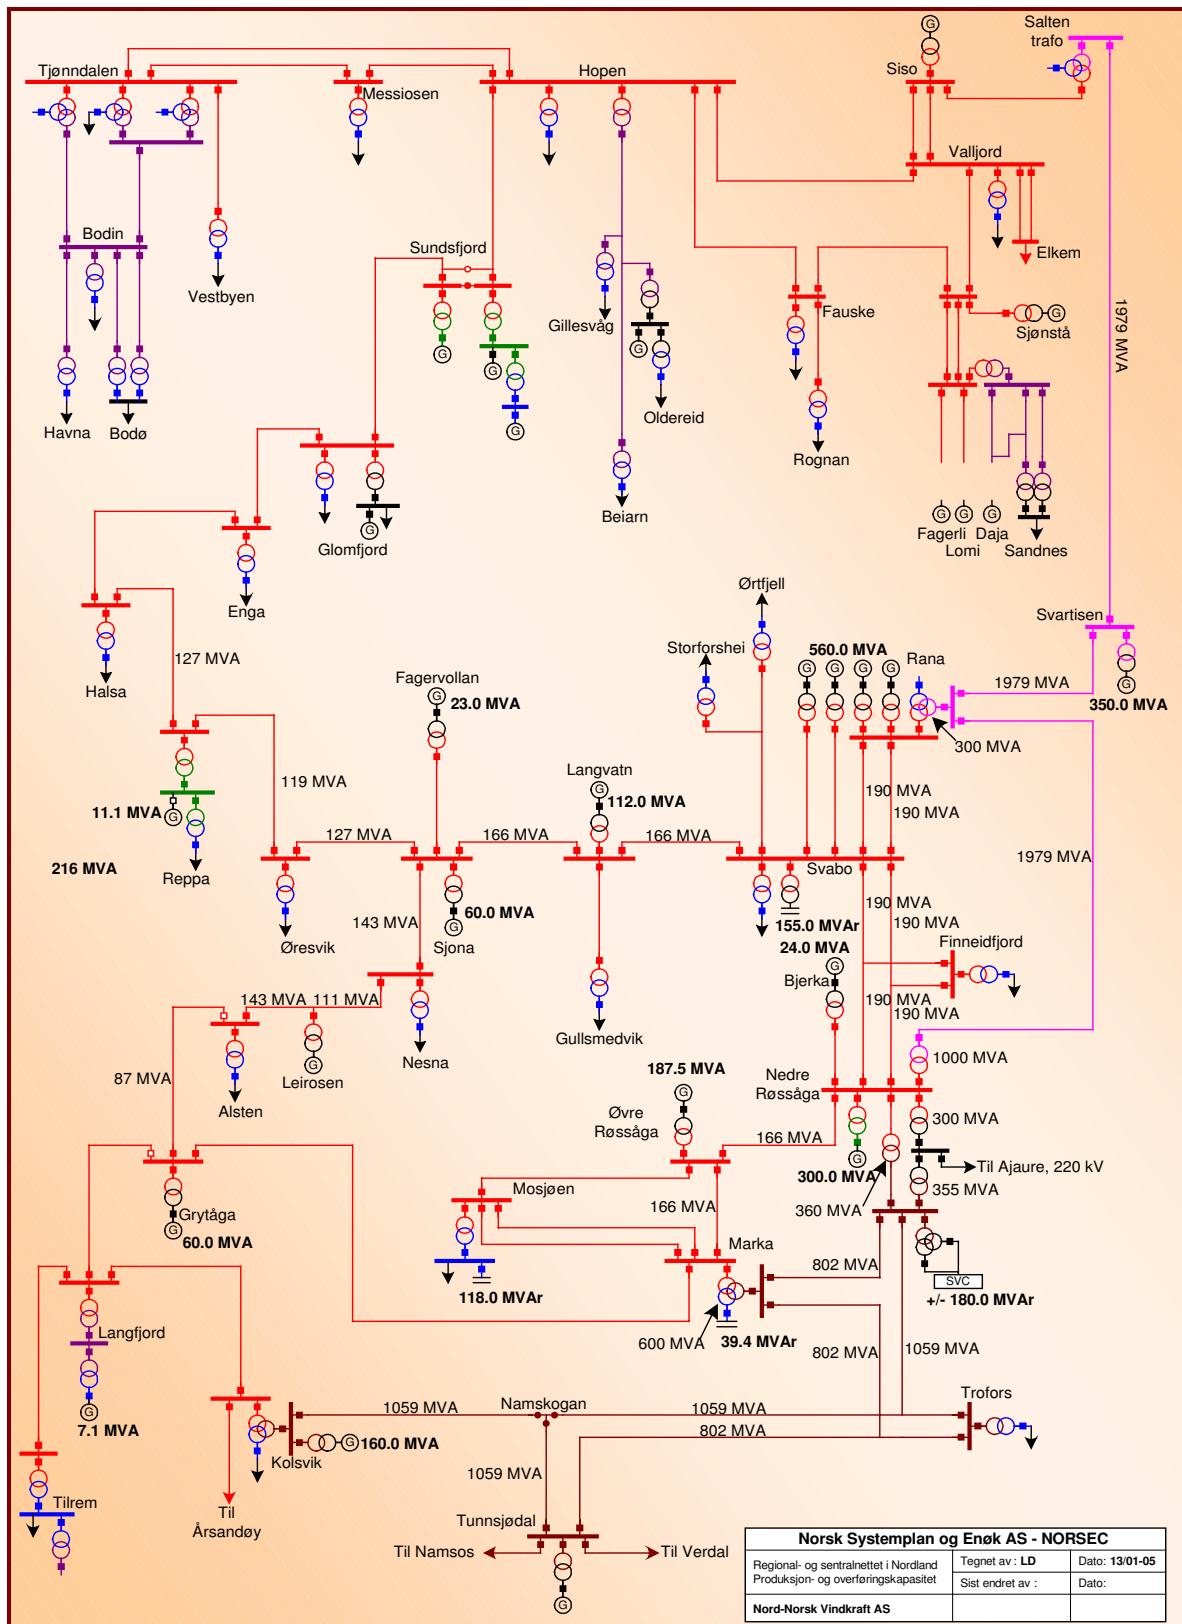 G
Salten
trafo
Tjønndalen
Messiosen
Hopen
Siso
Valljord
Bodin
Vestbyen
Sundsfjord
Elkem
Gillesvåg
Fauske
Sjønstå
G
1979 MVA
G
G
G
G
Oldereid
Havna
Bodø
Rognan
Beiarn
G
Glomfjord
G
G
G
Fagerli
Lomi
Daja
Sandnes
Enga
Ørtfjell
Storforshei
Svartisen
Halsa
127 MVA
Fagervollan
G
23.0 MVA
560.0 MVA
G
G
G
G
Rana
1979 MVA
G
350.0 MVA
300 MVA
119 MVA
Langvatn
G
112.0 MVA
190 MVA
190 MVA
11.1 MVA
G
127 MVA
166 MVA
166 MVA
1979 MVA
216 MVA
Reppa
Svabo
190 MVA
190 MVA
Øresvik
143 MVA
60.0 MVA
G
Sjona
155.0 MVAr
24.0 MVA
G
Bjerka
Finneidfjord
143 MVA
111 MVA
190 MVA
190 MVA
Nesna
Gullsmedvik
Leirosen
G
87 MVA
Alsten
1000 MVA
187.5 MVA
G
Nedre
Røssåga
Øvre
Røssåga
300 MVA
166 MVA
G
300.0 MVA
Til Ajaure, 220 kV
355 MVA
360 MVA
Mosjøen
166 MVA
Grytåga
G
60.0 MVA
Marka
802 MVA
SVC
118.0 MVAr
+/- 180.0 MVAr
600 MVA
39.4 MVAr
802 MVA
1059 MVA
Langfjord
G
7.1 MVA
1059 MVA
Namskogan
1059 MVA
Trofors
802 MVA
G
160.0 MVA
Kolsvik
1059 MVA
Tilrem
Til
Årsandøy
Tunnsjødal
Til Namsos
Til Verdal
G
Norsk Systemplan og Enøk AS - NORSEC
Regional- og sentralnettet i Nordland
Produksjon- og overføringskapasitet
Tegnet av : LD
Dato: 13/01-05
Sist endret av :
Dato:
Nord-Norsk Vindkraft AS